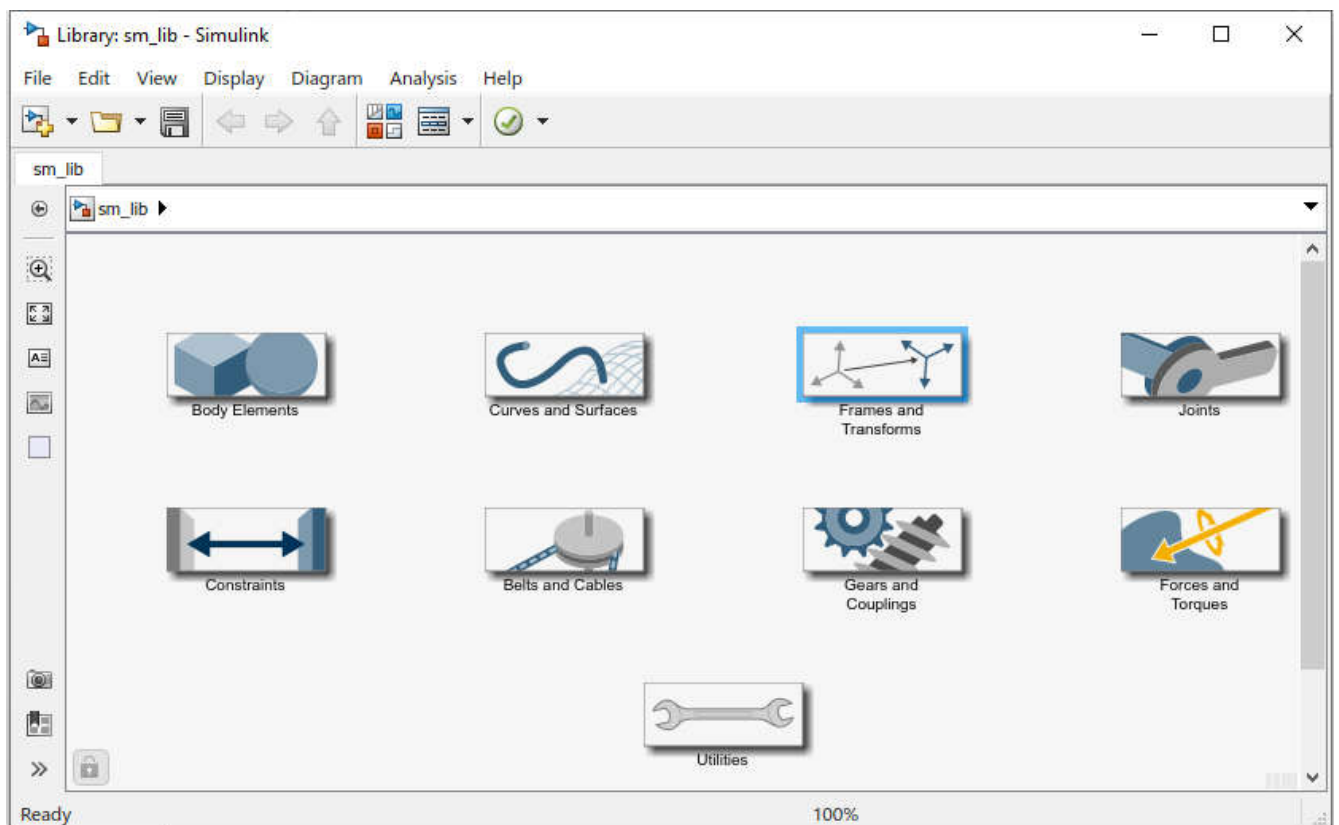 Library: sm_lib - Simulink
File Edit View Display Diagram Analysis Help
sm_lib
sm_lib
Body Elements
Curves and Surfaces
Frames and
Transforms
Joints
Constraints
Belts and Cables
Gears and
Couplings
Forces and
Torques
Utilities
Ready
100%